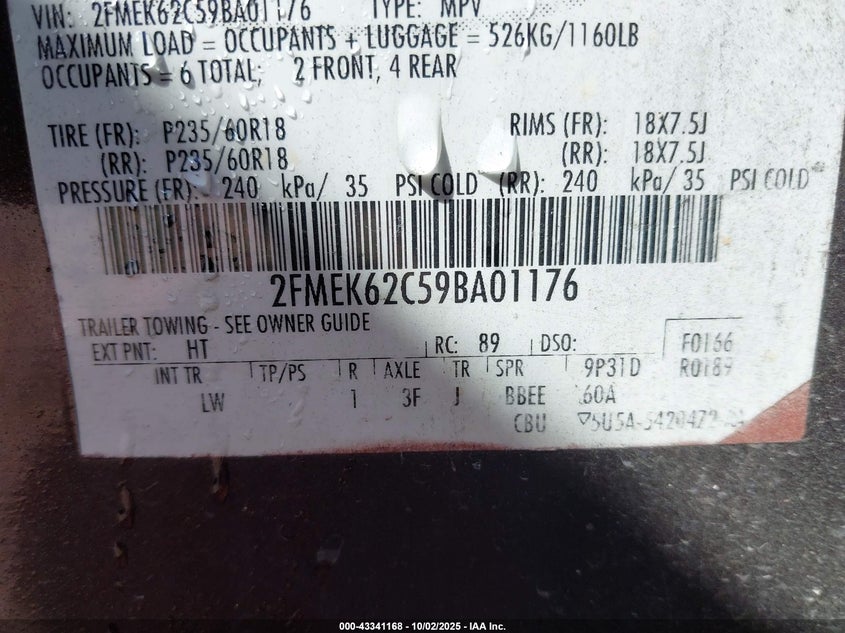 VIN: 2FMEK62C59BA01176 TYPE: MPV
MAXIMUM LOAD = OCCUPANTS + LUGGAGE = 526KG/1160LB
OCCUPANTS = 6 TOTAL; 2 FRONT, 4 REAR
TIRE (FR): P235/60R18 RIMS (FR): 18X7.5J
(RR): P235/60R18 (RR): 18X7.5J
PRESSURE (FR): 240 kPa/ 35 PSI COLD (RR): 240 kPa/ 35 PSI COLD
2FMEK62C59BA01176
TRAILER TOWING - SEE OWNER GUIDE
EXT PNT: HT RC: 89 DSO: F0166
INT TR TP/PS R AXLE TR SPR 9P31D R0189
LW 1 3F J BBEE 60A
CBU
000-43341168 - 10/02/2025 - IAA Inc.